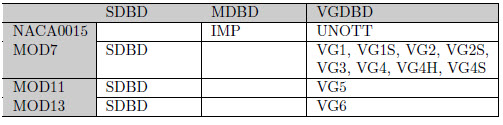 SDBD MDBD VGDBD
NACA0015 IMP UNOTT
MOD7 SDBD VG1, VG1S, VG2, VG2S,
VG3, VG4, VG4H, VG4S
MOD11 SDBD VG5
MOD13 SDBD VG6